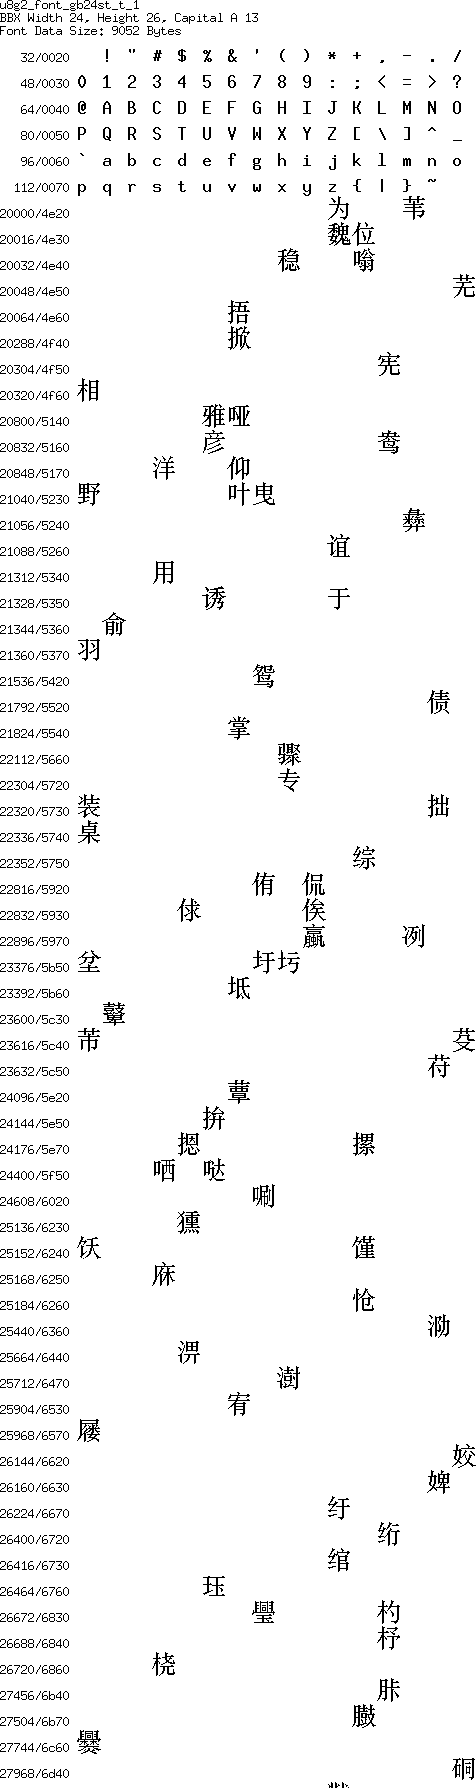 u8g2_font_gb24st_t_1
BBX Width 24, Height 26, Capital A 13
Font Data Size: 9052 Bytes
32/0020 ! " # $ % & ' ( ) * + , - . /
48/0030 0 1 2 3 4 5 6 7 8 9 : ; < = > ?
64/0040 @ A B C D E F G H I J K L M N O
80/0050 P Q R S T U V W X Y Z [ \ ] ^ _
96/0060 ` a b c d e f g h i j k l m n o
112/0070 p q r s t u v w x y z { | } ~
20000/4e20 为 苇
20016/4e30 魏 位
20032/4e40 稳 嗡
20048/4e50 芜
20064/4e60 捂
20288/4f40 掀
20304/4f50 宪
20320/4f60 相
20800/5140 雅 哑
20832/5160 彦 鸯
20848/5170 洋 仰
21040/5230 野 叶 曳
21056/5240 彝
21088/5260 谊
21312/5340 用
21328/5350 诱 于
21344/5360 俞
21360/5370 羽
21536/5420 鸳
21792/5520 债
21824/5540 掌
22112/5660 骤
22304/5720 专
22320/5730 装 拙
22336/5740 桌
22352/5750 综
22816/5920 侑 侃
22832/5930 俅 俟
22896/5970 羸 冽
23376/5b50 坌 圩 圬
23392/5b60 坻
23600/5c30 鼙
23616/5c40 芾 芟
23632/5c50 苻
24096/5e20 蕈
24144/5e50 拚
24176/5e70 摁 摞
24400/5f50 哂 哒
24608/6020 唰
25136/6230 獯
25152/6240 饫 馑
25168/6250 庥
25184/6260 怆
25440/6360 泐
25664/6440 淠
25712/6470 澍
25904/6530 宥
25968/6570 屦
26144/6620 姣
26160/6630 婢
26224/6670 纡
26400/6720 绗
26416/6730 绾
26464/6760 珏
26672/6830 璺 杓
26688/6840 杼
26720/6860 桡
27456/6b40 胩
27504/6b70 臌
27744/6c60 爨
27968/6d40 硐